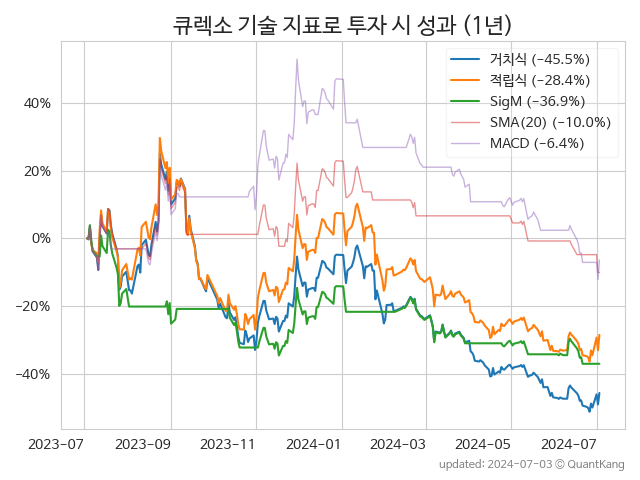 큐렉소 기술 지표로 투자 시 성과 (1년)
거치식 (−45.5%)
적립식 (−28.4%)
SigM (−36.9%)
SMA(20) (−10.0%)
MACD (−6.4%)
40%
20%
0%
−20%
−40%
2023-07 2023-09 2023-11 2024-01 2024-03 2024-05 2024-07
updated: 2024-07-03 © QuantKang